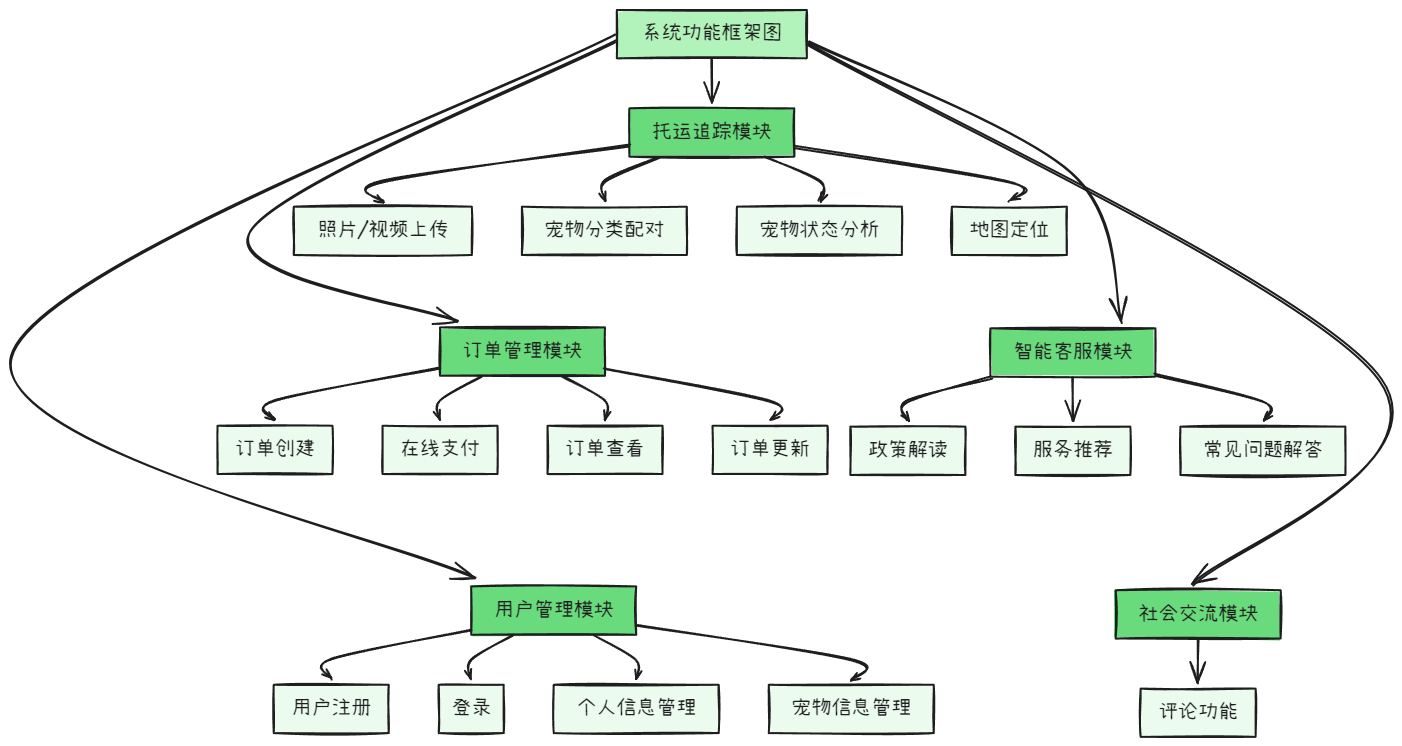 系统功能框架图
托运追踪模块
照片/视频上传
宠物分类配对
宠物状态分析
地图定位
订单管理模块
智能客服模块
订单创建
在线支付
订单查看
订单更新
政策解读
服务推荐
常见问题解答
用户管理模块
社会交流模块
用户注册
登录
个人信息管理
宠物信息管理
评论功能